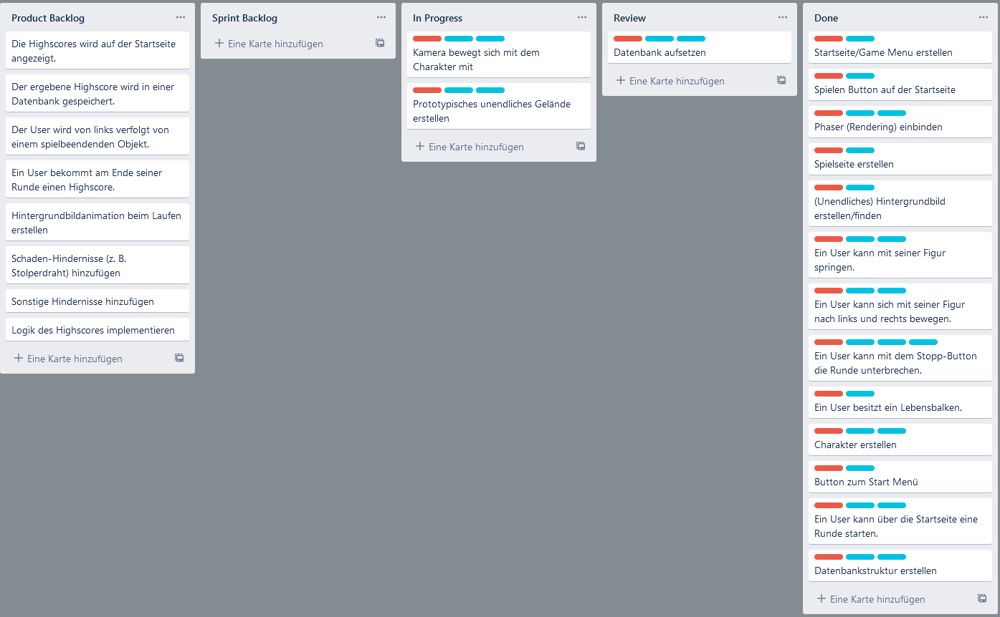 Product Backlog
Die Highscores wird auf der Startseite
angezeigt.
Der ergebene Highscore wird in einer
Datenbank gespeichert.
Der User wird von links verfolgt von
einem spielbeendenden Objekt.
Ein User bekommt am Ende seiner
Runde einen Highscore.
Hintergrundbildanimation beim Laufen
erstellen
Schaden-Hindernisse (z. B.
Stolperdraht) hinzufügen
Sonstige Hindernisse hinzufügen
Logik des Highscores implementieren
Eine Karte hinzufügen
Sprint Backlog
Eine Karte hinzufügen
In Progress
Kamera bewegt sich mit dem
Charakter mit
Prototypisches unendliches Gelände
erstellen
Eine Karte hinzufügen
Review
Datenbank aufsetzen
Eine Karte hinzufügen
Done
Startseite/Game Menu erstellen
Spielen Button auf der Startseite
Phaser (Rendering) einbinden
Spielseite erstellen
(Unendliches) Hintergrundbild
erstellen/finden
Ein User kann mit seiner Figur
springen.
Ein User kann sich mit seiner Figur
nach links und rechts bewegen.
Ein User kann mit dem Stopp-Button
die Runde unterbrechen.
Ein User besitzt ein Lebensbalken.
Charakter erstellen
Button zum Start Menü
Ein User kann über die Startseite eine
Runde starten.
Datenbankstruktur erstellen
Eine Karte hinzufügen